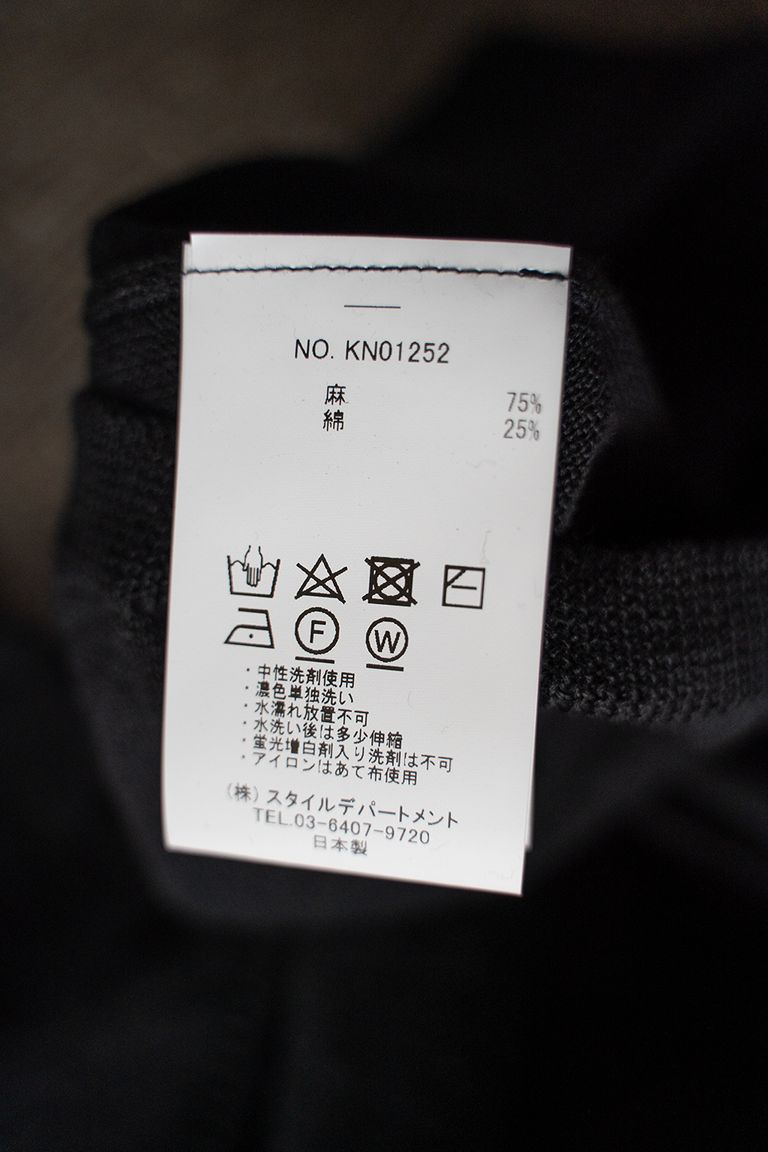 NO. KN01252
麻 75%
綿 25%
F W
・中性洗剤使用
・濃色単独洗い
・水濡れ放置不可
・水洗い後は多少伸縮
・蛍光増白剤入り洗剤は不可
・アイロンはあて布使用
(株)スタイルデパートメント
TEL.03-6407-9720
日本製